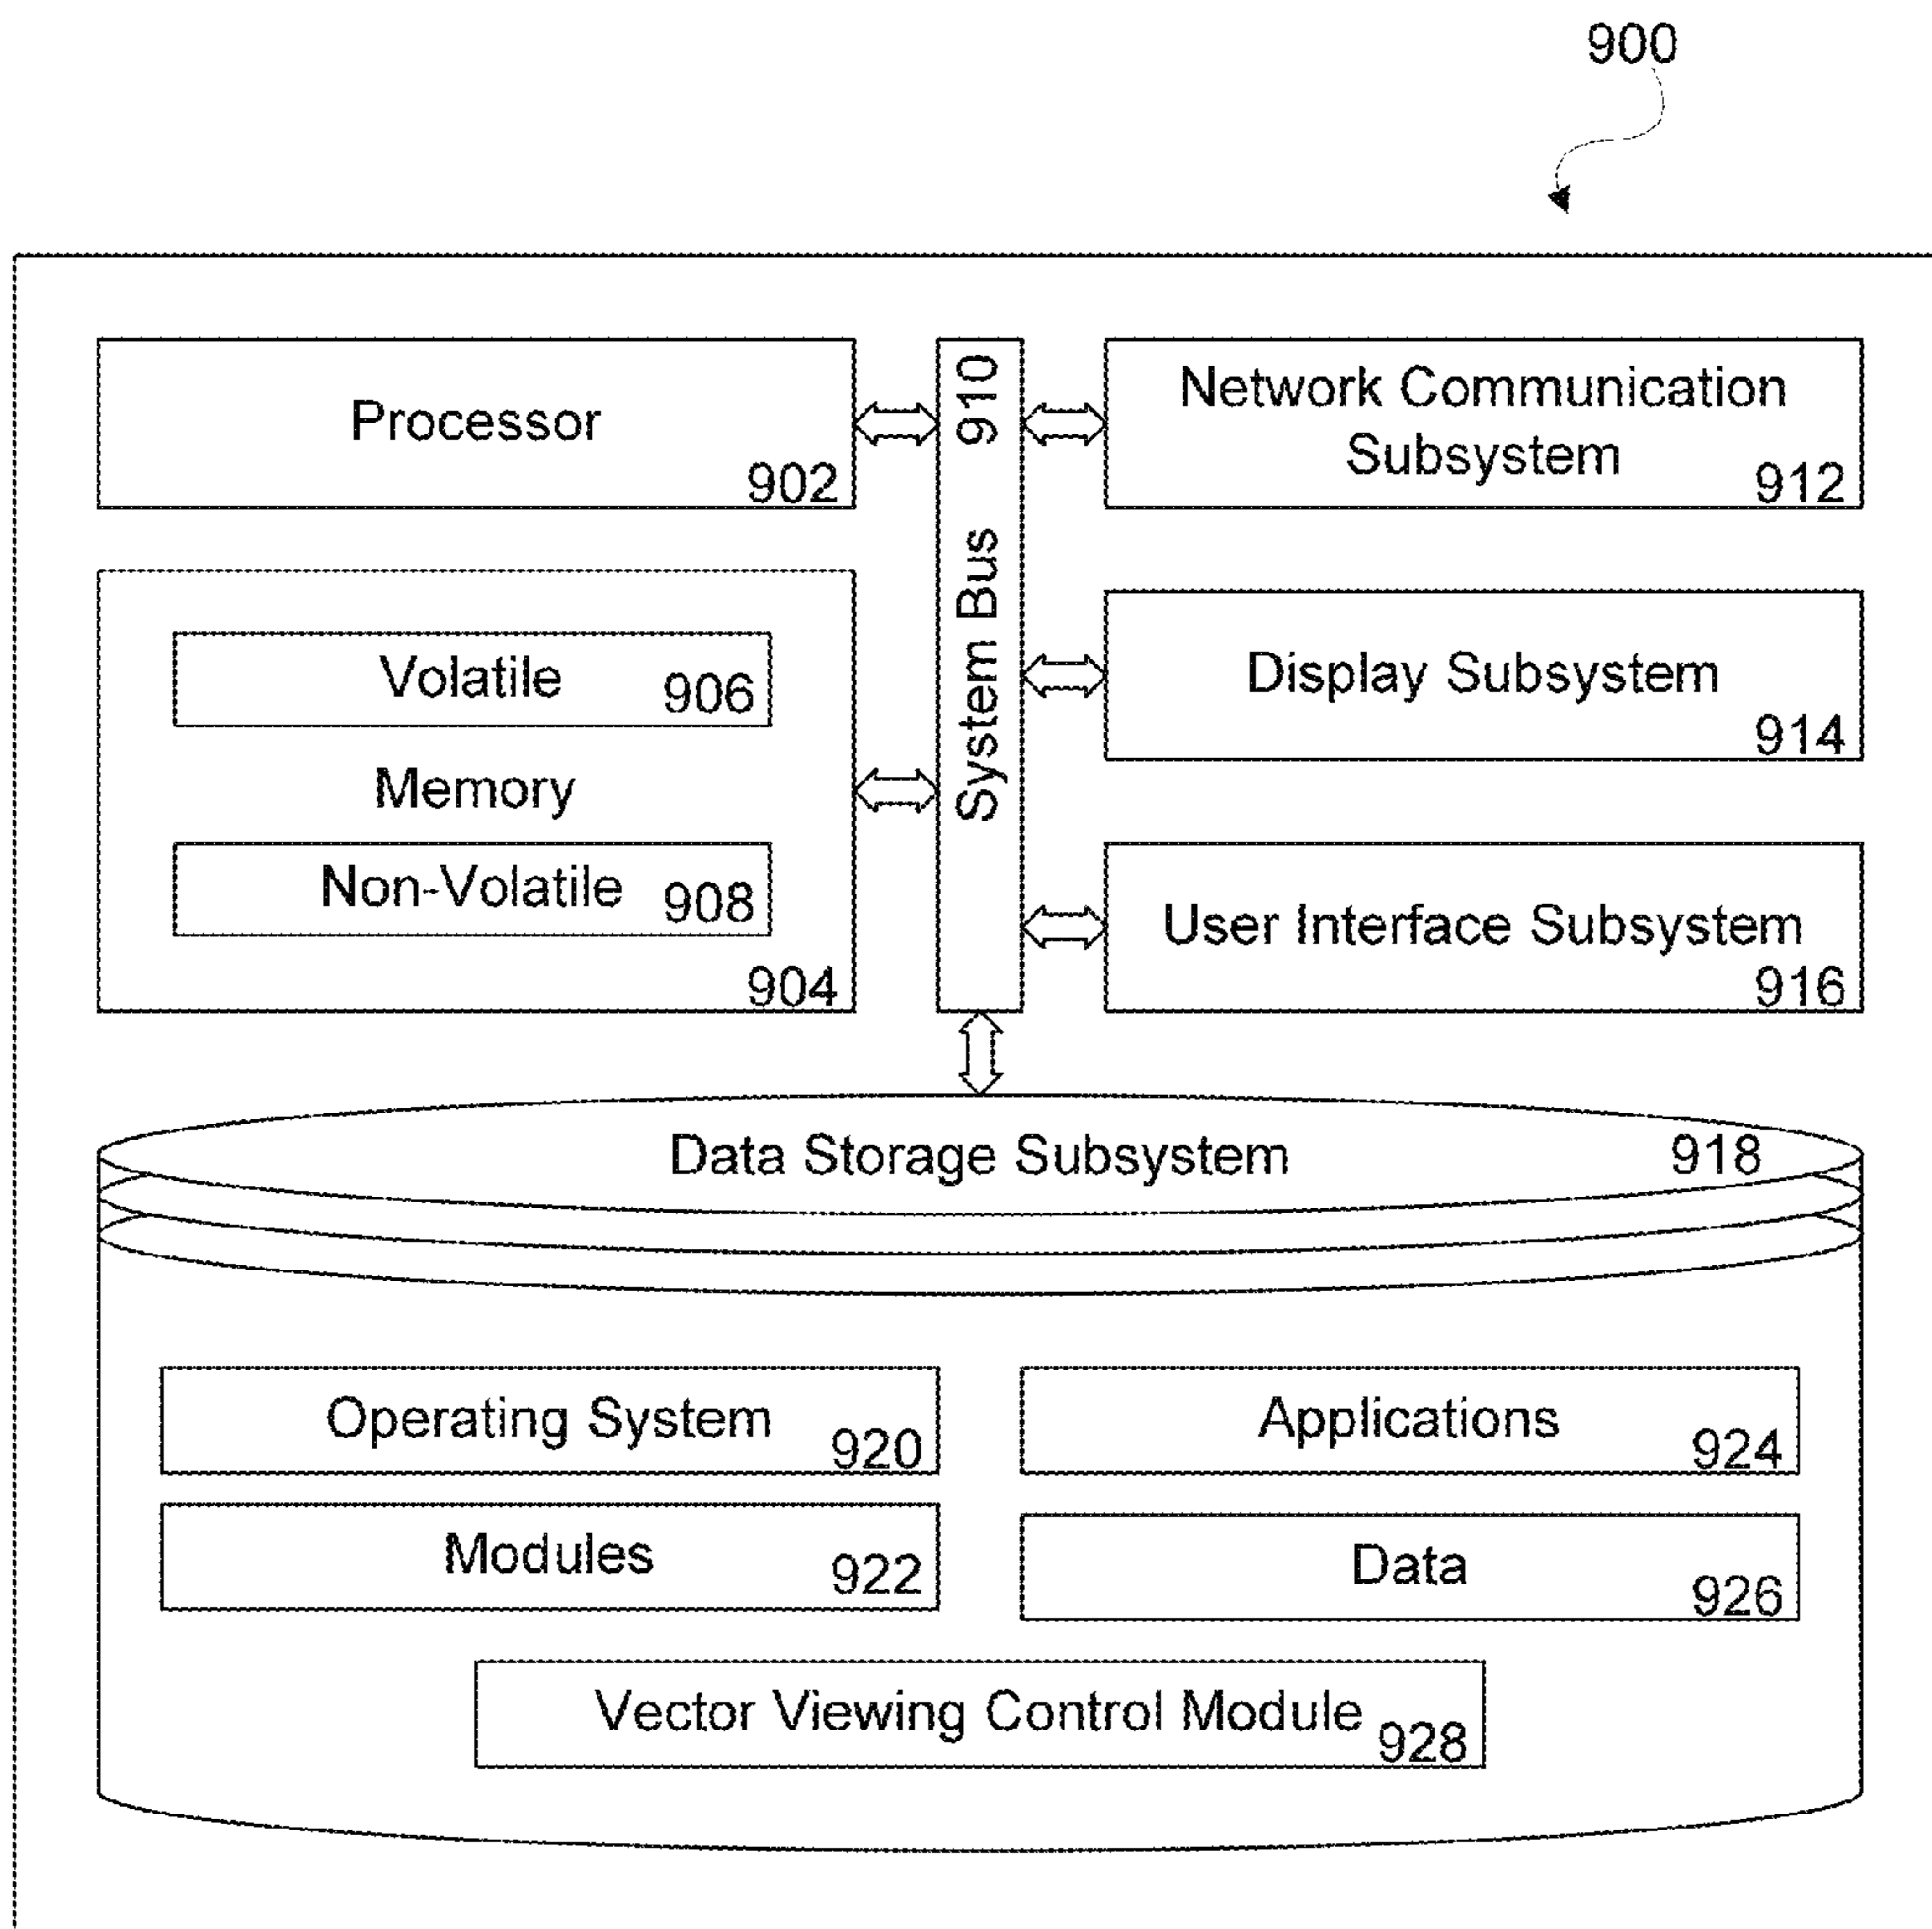 900
Processor
902
System Bus 910
Network Communication
Subsystem
912
Volatile
906
Memory
Non-Volatile
908
904
Display Subsystem
914
User Interface Subsystem
916
Data Storage Subsystem
918
Operating System
920
Applications
924
Modules
922
Data
926
Vector Viewing Control Module
928